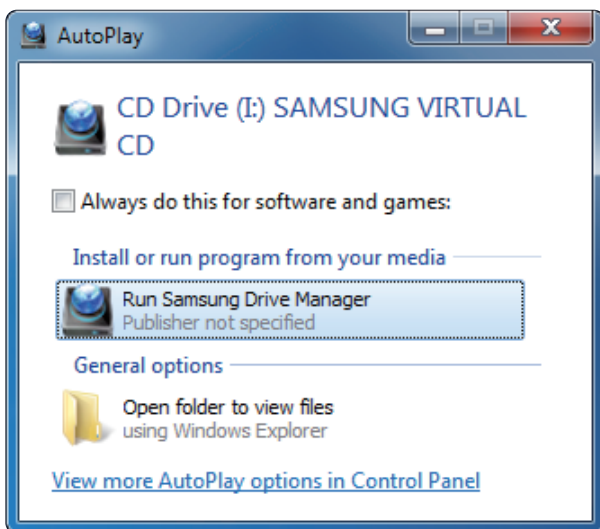 AutoPlay
CD Drive (I:) SAMSUNG VIRTUAL
CD
Always do this for software and games:
Install or run program from your media
Run Samsung Drive Manager
Publisher not specified
General options
Open folder to view files
using Windows Explorer
View more AutoPlay options in Control Panel